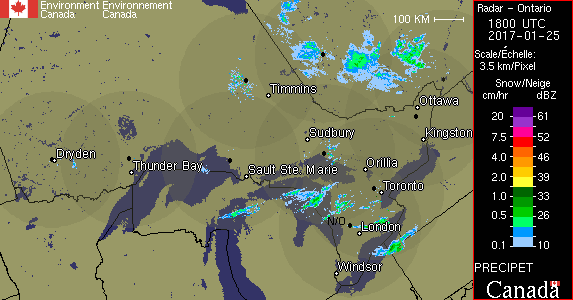 Environment Environnement
Canada Canada
100 KM
Timmins
Ottawa
Sudbury
Kingston
Dryden
Thunder Bay
Sault Ste. Marie
Orillia
Toronto
N/D
London
Windsor
Radar - Ontario
1800 UTC
2017-01-25
Scale/Échelle:
3.5 km/Pixel
Snow/Neige
cm/hr dBZ
20 61
7.5 52
4.0 46
2.0 39
1.0 33
0.5 26
0.1 10
PRECIPET
Canada